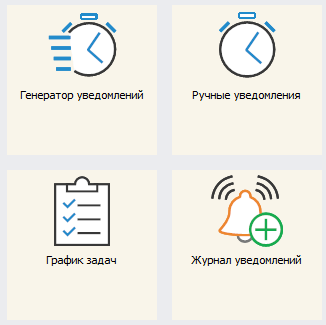 Генератор уведомлений
Ручные уведомления
График задач
Журнал уведомлений